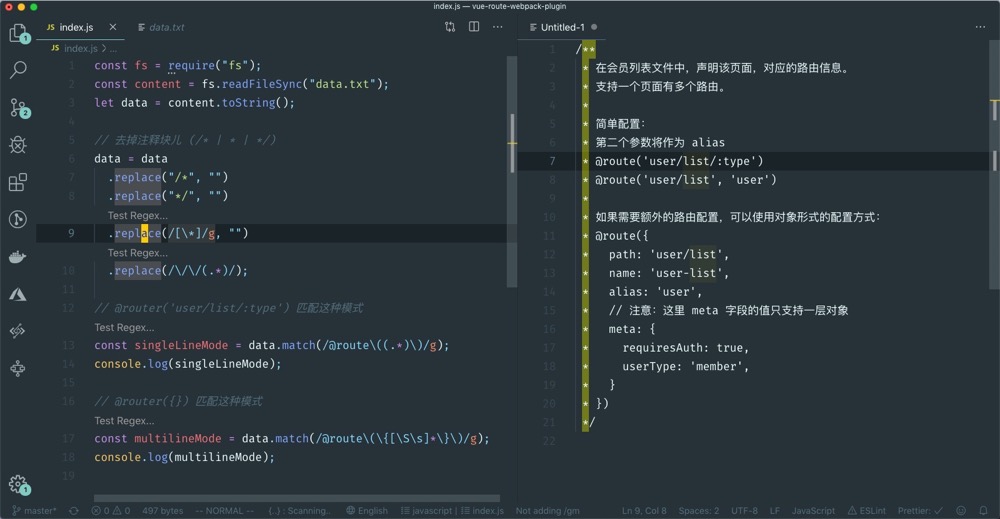 index.js — vue-route-webpack-plugin
JS index.js ×
data.txt
JS index.js > ...
1 const fs = require("fs");
2 const content = fs.readFileSync("data.txt");
3 let data = content.toString();
4
5 // 去掉注释块儿 (/* | * | */)
6 data = data
7 .replace("/*", "")
8 .replace("*/", "")
Test Regex...
9 .replace(/[\*]/g, "")
Test Regex...
10 .replace(/\/\/(.*)/);
11
12 // @router('user/list/:type') 匹配这种模式
Test Regex...
13 const singleLineMode = data.match(/@route\((.*)\)/g);
14 console.log(singleLineMode);
15
16 // @router({}) 匹配这种模式
Test Regex...
17 const multilineMode = data.match(/@route\(\{[\S\s]*\}\)/g);
18 console.log(multilineMode);
19
Untitled-1
1 /**
2 * 在会员列表文件中，声明该页面，对应的路由信息。
3 * 支持一个页面有多个路由。
4 *
5 * 简单配置：
6 * 第二个参数将作为 alias
7 * @route('user/list/:type')
8 * @route('user/list', 'user')
9 *
10 * 如果需要额外的路由配置，可以使用对象形式的配置方式：
11 * @route({
12 * path: 'user/list',
13 * name: 'user-list',
14 * alias: 'user',
15 * // 注意：这里 meta 字段的值只支持一层对象
16 * meta: {
17 * requiresAuth: true,
18 * userType: 'member',
19 * }
20 * })
21 */
22
1
2
1
master* 0 0 497 bytes -- NORMAL -- {..} : Scanning.. English javascript | index.js Not adding /gm Ln 9, Col 8 Spaces: 2 UTF-8 LF JavaScript ESLint Prettier: ✓